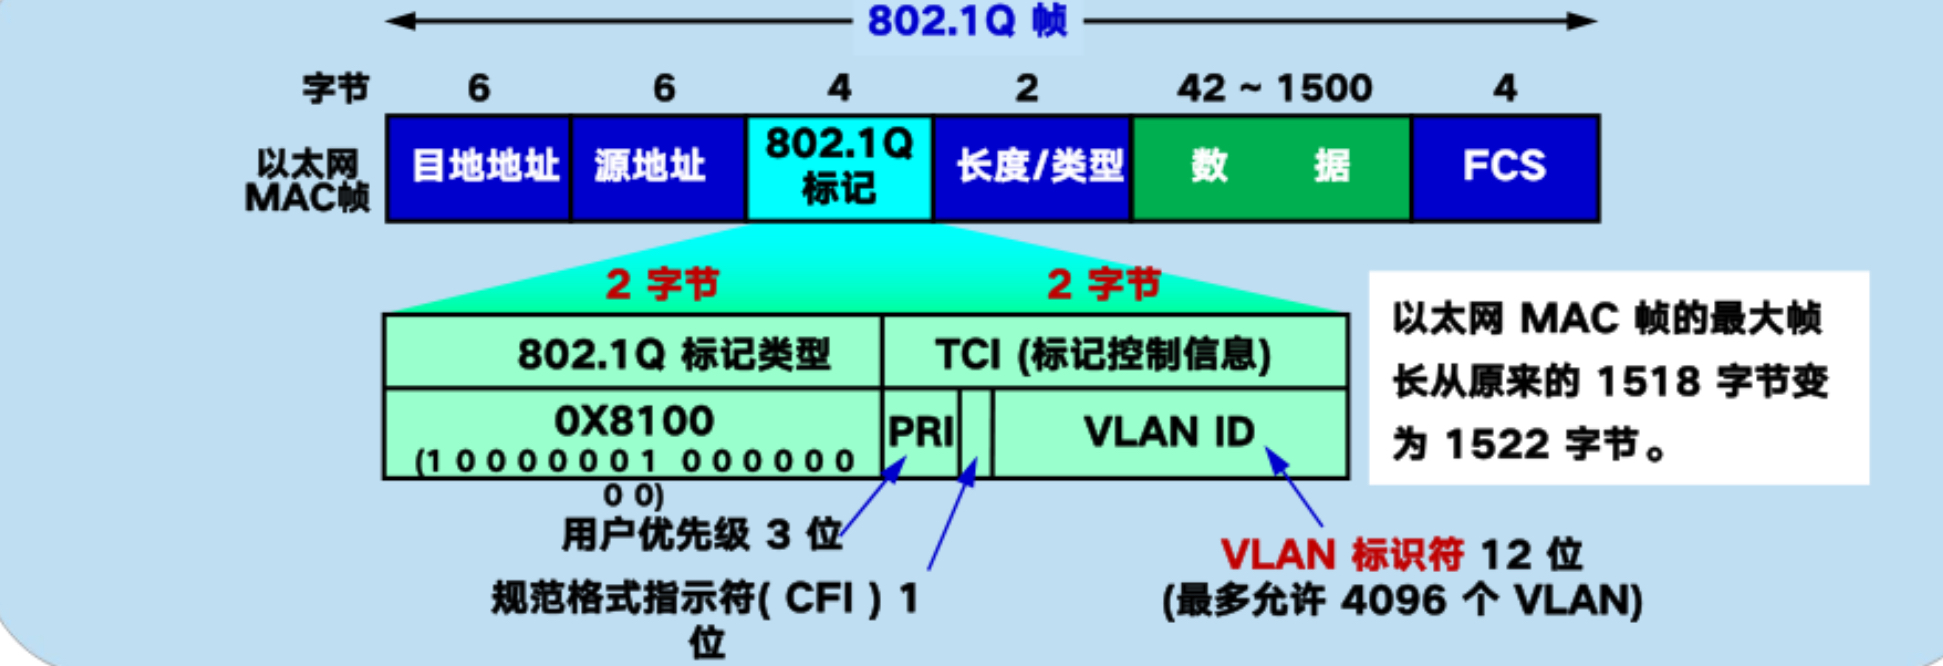 802.1Q 帧
字节 6 6 4 2 42 ~ 1500 4
以太网
MAC帧
目地地址 源地址 802.1Q
标记 长度/类型 数 据 FCS
2 字节 2 字节
802.1Q 标记类型 TCI (标记控制信息)
0X8100
(1 0 0 0 0 0 0 1 0 0 0 0 0 0
0 0)
PRI VLAN ID
以太网 MAC 帧的最大帧
长从原来的 1518 字节变
为 1522 字节。
用户优先级 3 位
规范格式指示符( CFI ) 1
位
VLAN 标识符 12 位
(最多允许 4096 个 VLAN)